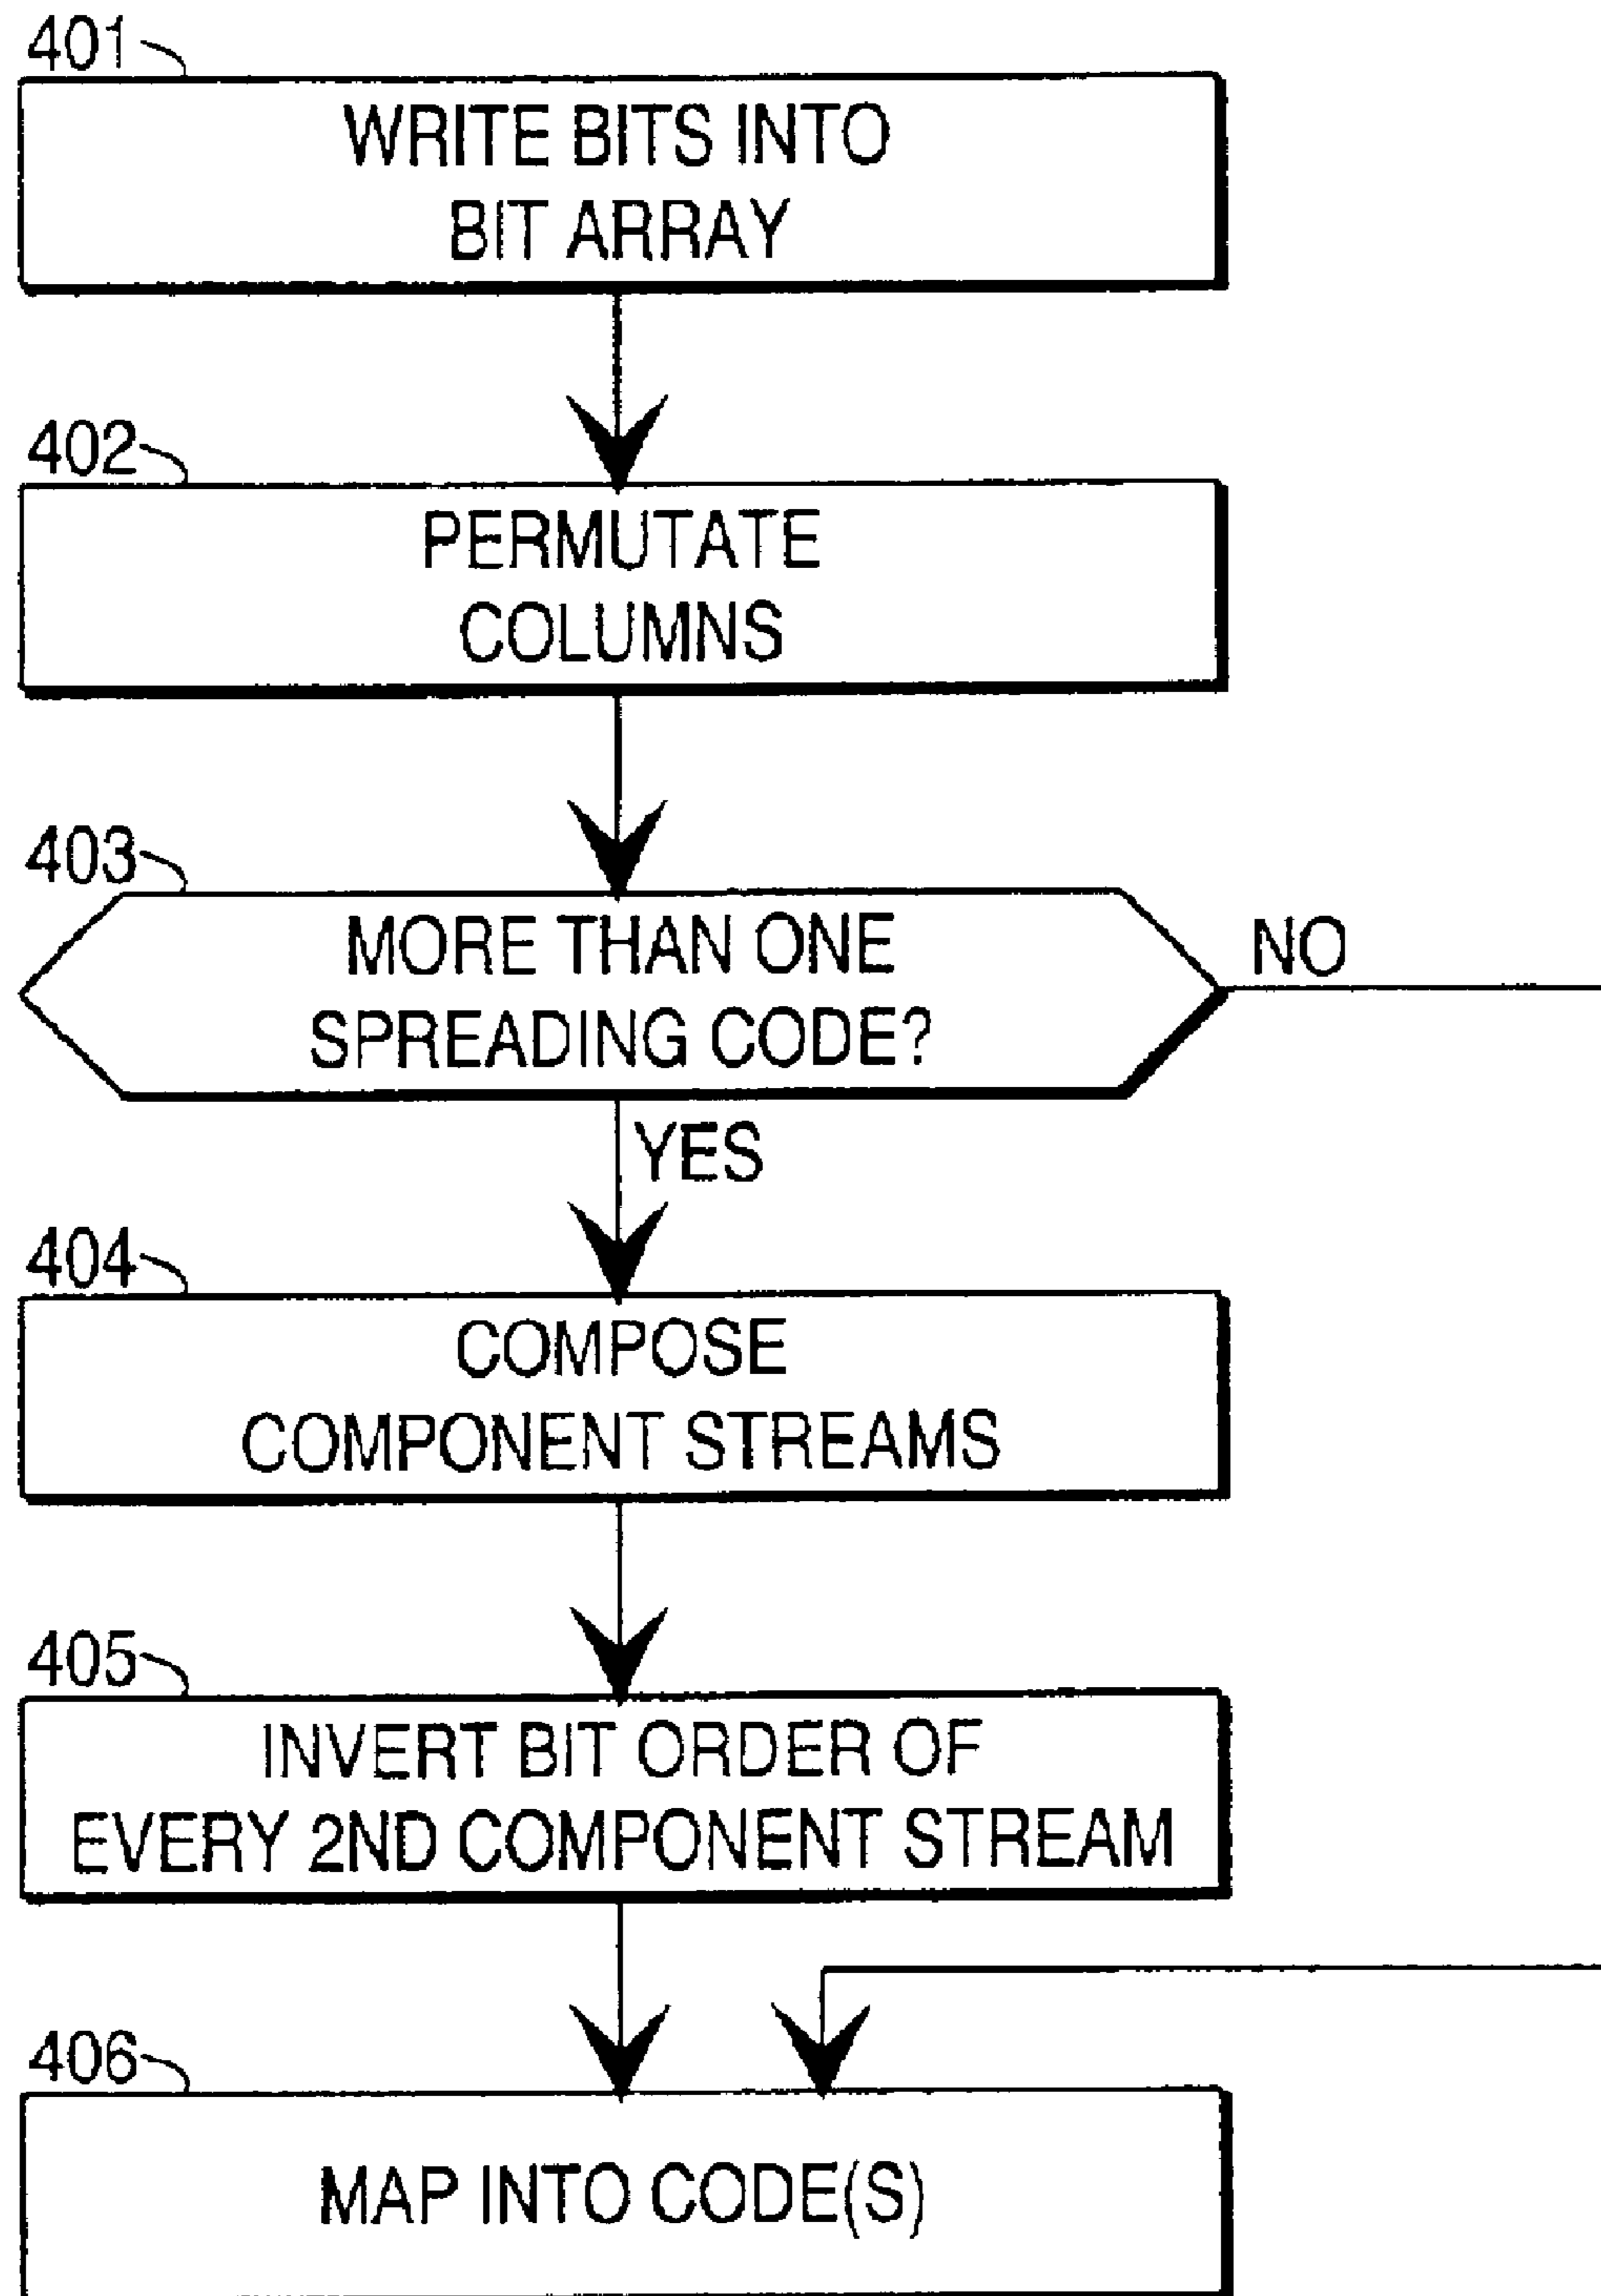 401
WRITE BITS INTO
BIT ARRAY
402
PERMUTATE
COLUMNS
403
MORE THAN ONE
SPREADING CODE?
NO
YES
404
COMPOSE
COMPONENT STREAMS
405
INVERT BIT ORDER OF
EVERY 2ND COMPONENT STREAM
406
MAP INTO CODE(S)